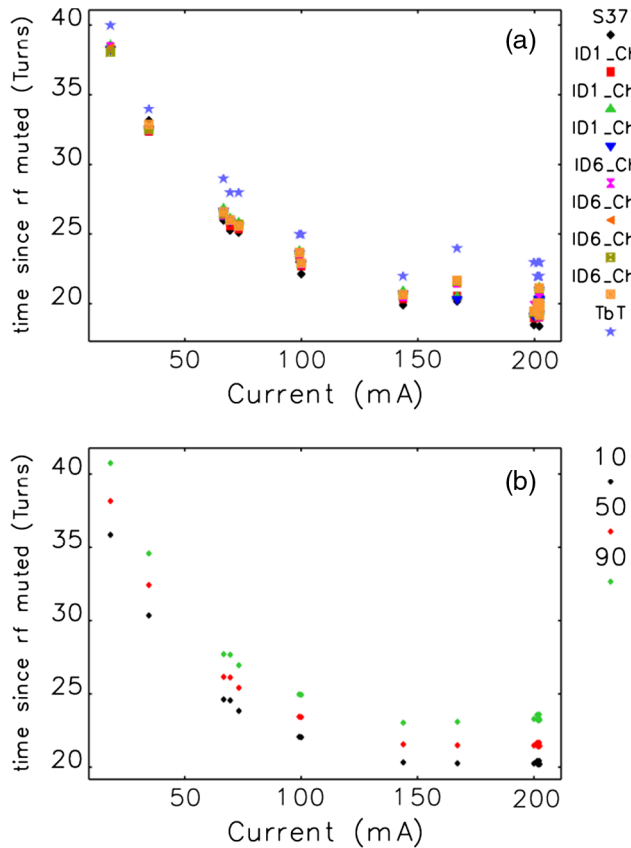 (a)
time since rf muted (Turns)
40
35
30
25
20
50
100
150
200
Current (mA)
S37
ID1_Ch
ID1_Ch
ID1_Ch
ID6_Ch
ID6_Ch
ID6_Ch
ID6_Ch
TbT
(b)
time since rf muted (Turns)
40
35
30
25
20
50
100
150
200
Current (mA)
10
50
90